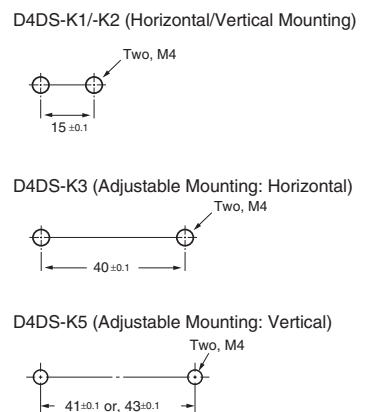 D4DS-K1/-K2 (Horizontal/Vertical Mounting)
Two, M4
15 ±0.1
D4DS-K3 (Adjustable Mounting: Horizontal)
Two, M4
40 ±0.1
D4DS-K5 (Adjustable Mounting: Vertical)
Two, M4
41±0.1 or, 43±0.1